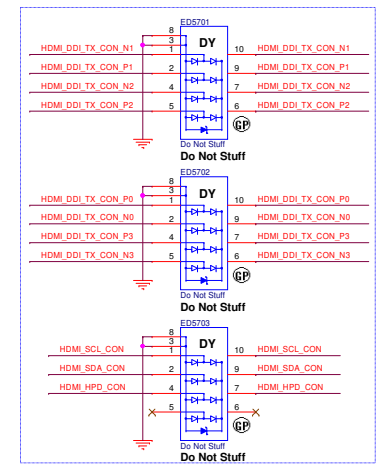 ED5701
8
3
DY
HDMI_DDI_TX_CON_N1 1 10 HDMI_DDI_TX_CON_N1
HDMI_DDI_TX_CON_P1 2 9 HDMI_DDI_TX_CON_P1
HDMI_DDI_TX_CON_N2 4 7 HDMI_DDI_TX_CON_N2
HDMI_DDI_TX_CON_P2 5 6 HDMI_DDI_TX_CON_P2
GP
Do Not Stuff
Do Not Stuff
ED5702
8
3
DY
HDMI_DDI_TX_CON_P0 1 10 HDMI_DDI_TX_CON_P0
HDMI_DDI_TX_CON_N0 2 9 HDMI_DDI_TX_CON_N0
HDMI_DDI_TX_CON_P3 4 7 HDMI_DDI_TX_CON_P3
HDMI_DDI_TX_CON_N3 5 6 HDMI_DDI_TX_CON_N3
GP
Do Not Stuff
Do Not Stuff
ED5703
8
3
DY
HDMI_SCL_CON 1 10 HDMI_SCL_CON
HDMI_SDA_CON 2 9 HDMI_SDA_CON
HDMI_HPD_CON 4 7 HDMI_HPD_CON
5 6
GP
Do Not Stuff
Do Not Stuff